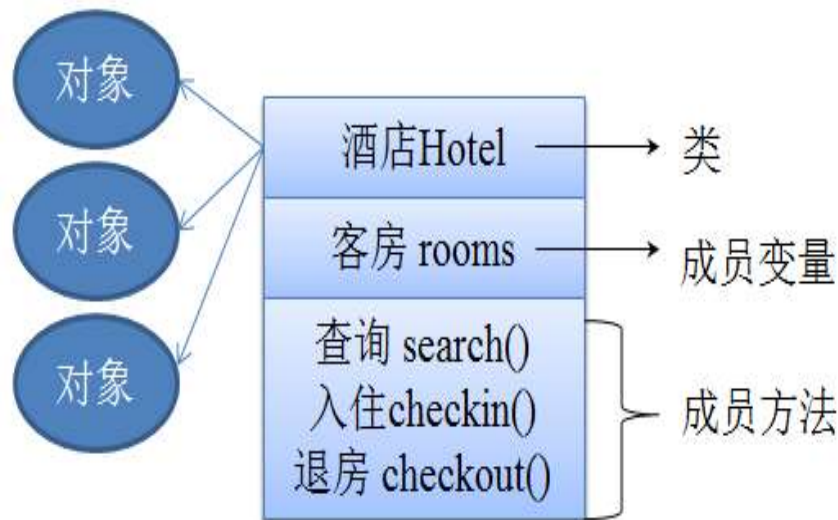 对象
对象
对象
酒店Hotel
类
客房 rooms
成员变量
查询 search()
入住checkin()
退房 checkout()
成员方法